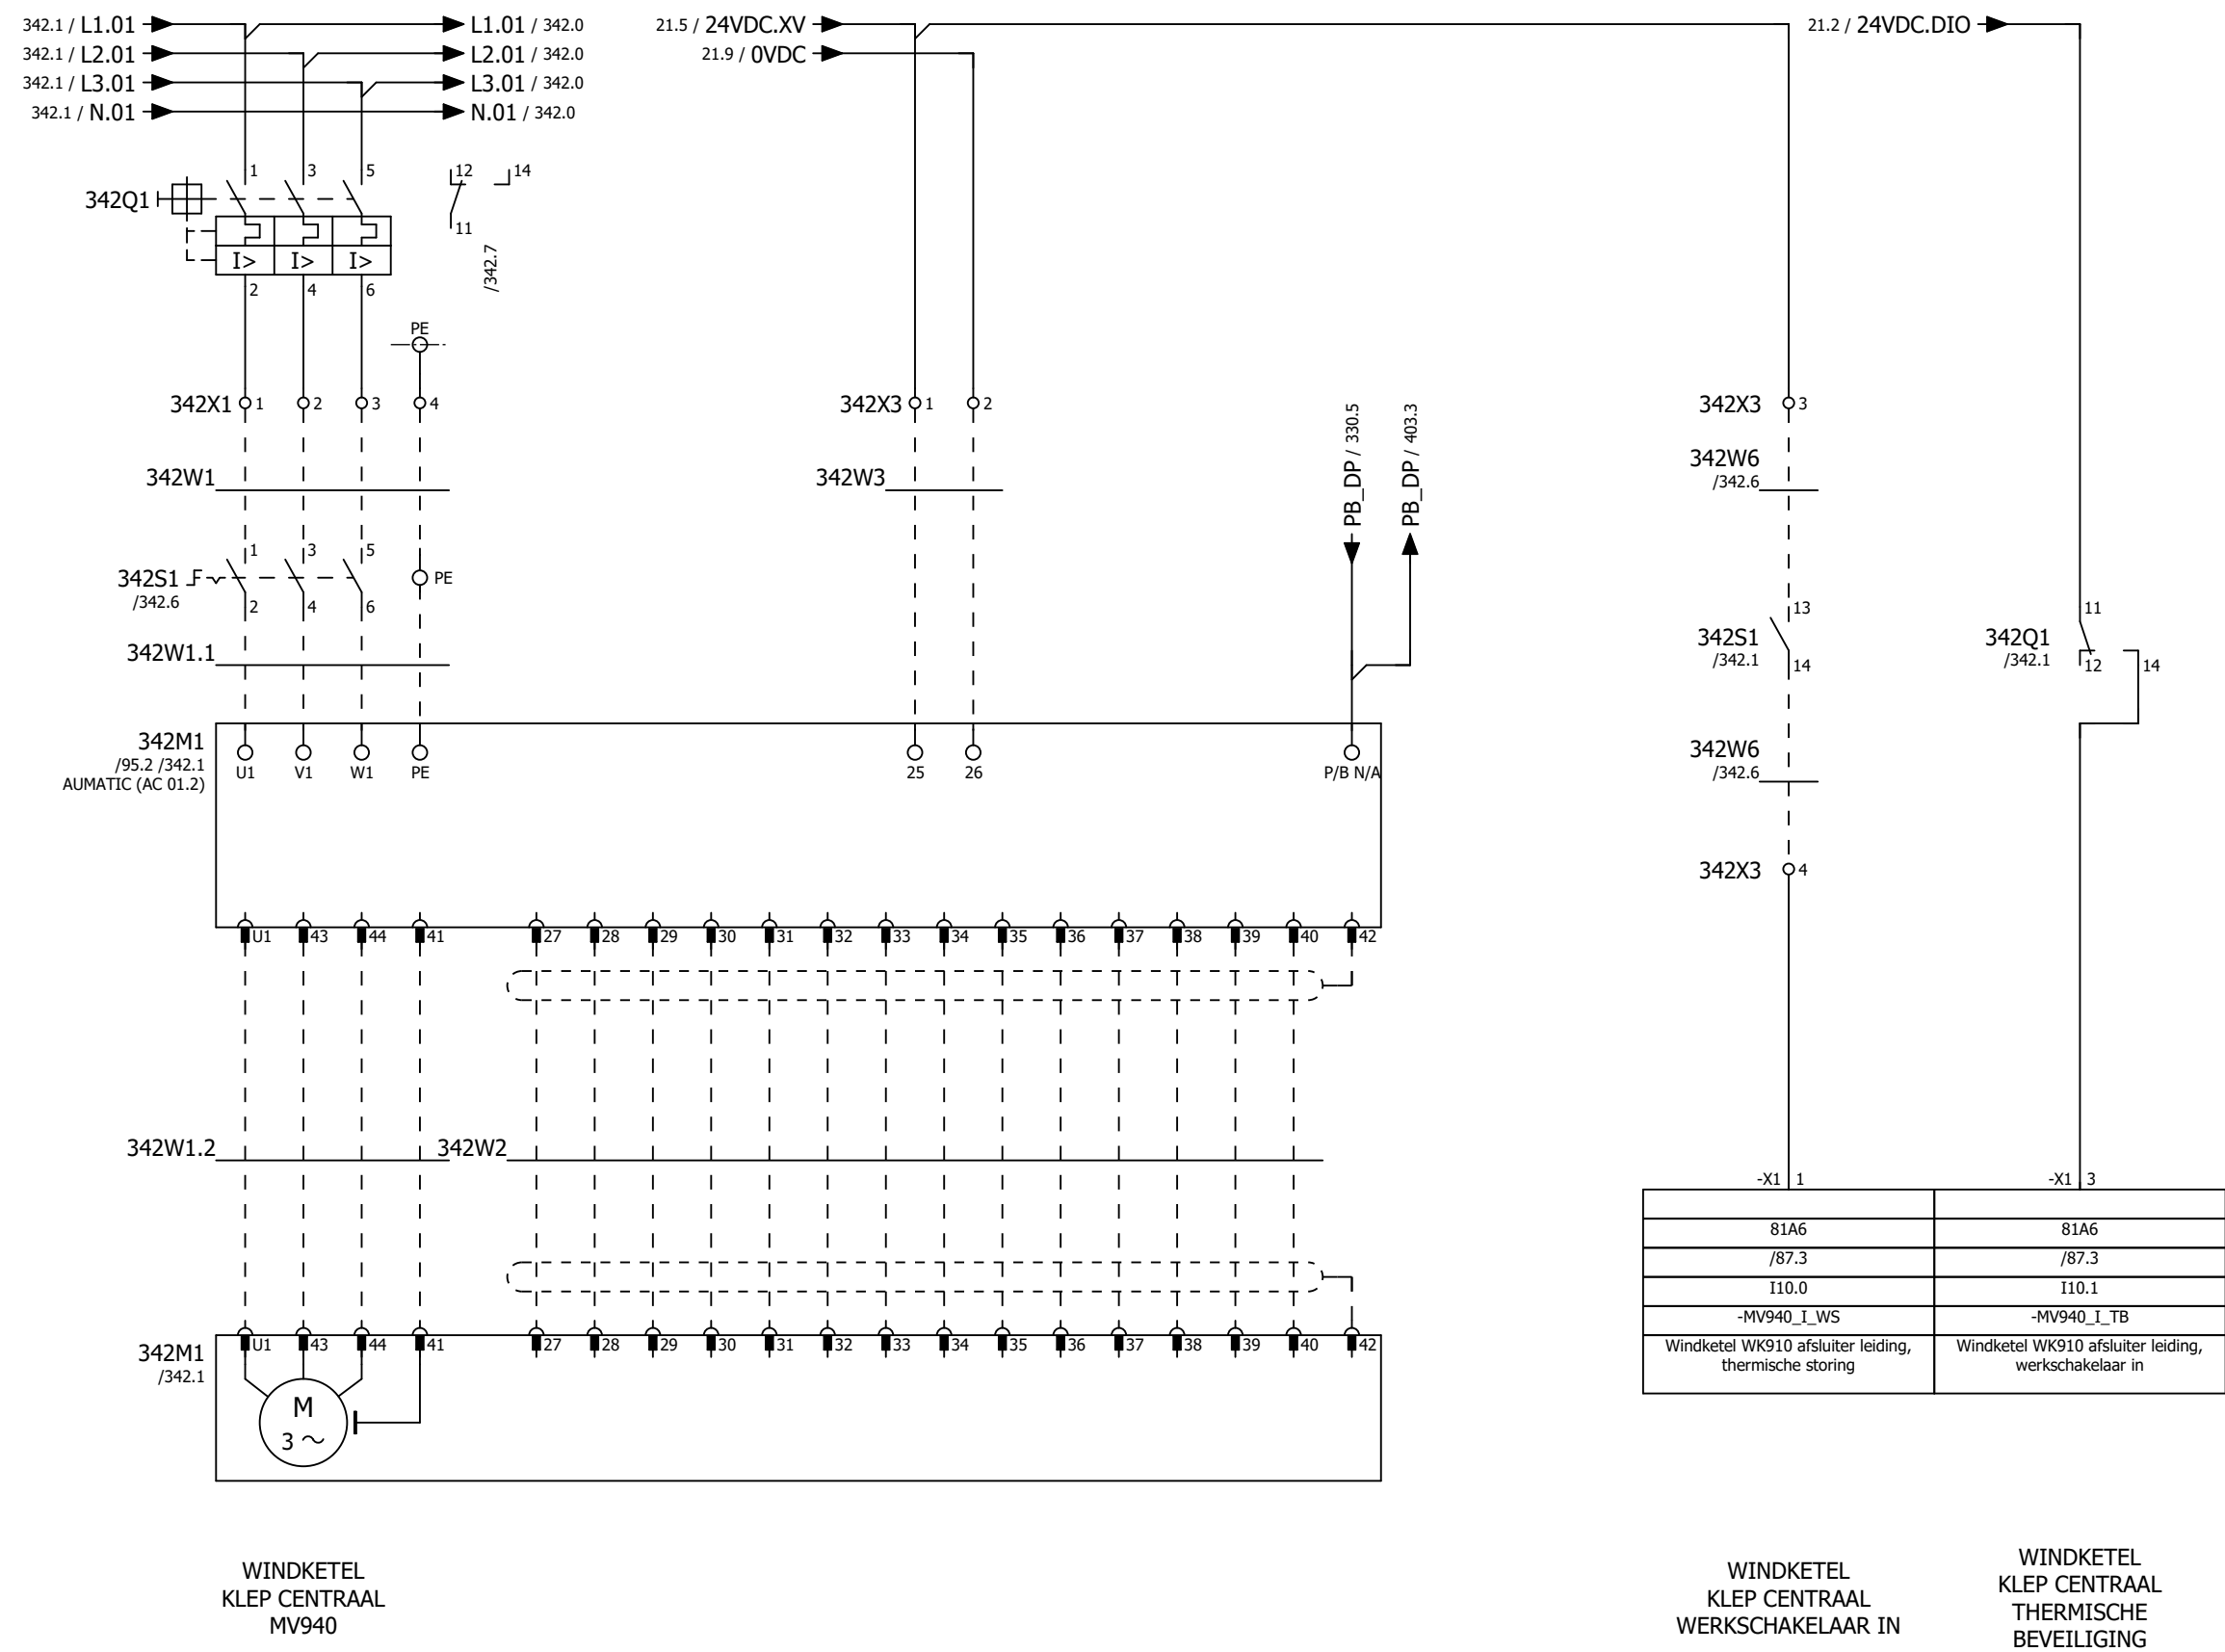 342.1 / L1.01
L1.01 / 342.0
342.1 / L2.01
L2.01 / 342.0
342.1 / L3.01
L3.01 / 342.0
342.1 / N.01
N.01 / 342.0
21.5 / 24VDC.XV
21.9 / 0VDC
21.2 / 24VDC.DIO
1 3 5
12 14
342Q1
11
I> I> I>
/342.7
2 4 6
PE
342X1 1 2 3 4
342X3 1 2
PB_DP / 330.5
PB_DP / 403.3
342X3 3
342W1
342W3
342W6
/342.6
1 3 5
342S1
/342.6
PE
2 4 6
342W1.1
13
342S1
/342.1
14
11
342Q1
/342.1
12 14
342M1
/95.2 /342.1
AUMATIC (AC 01.2)
U1 V1 W1 PE
25 26
P/B N/A
342W6
/342.6
342X3 4
U1 43 44 41 27 28 29 30 31 32 33 34 35 36 37 38 39 40 42
342W1.2
342W2
-X1 1
-X1 3
81A6
81A6
/87.3
/87.3
I10.0
I10.1
-MV940_I_WS
-MV940_I_TB
Windketel WK910 afsluiter leiding,
thermische storing
Windketel WK910 afsluiter leiding,
werkschakelaar in
U1 43 44 41 27 28 29 30 31 32 33 34 35 36 37 38 39 40 42
342M1
/342.1
M
3 ~
WINDKETEL
KLEP CENTRAAL
MV940
WINDKETEL
KLEP CENTRAAL
WERKSCHAKELAAR IN
WINDKETEL
KLEP CENTRAAL
THERMISCHE
BEVEILIGING